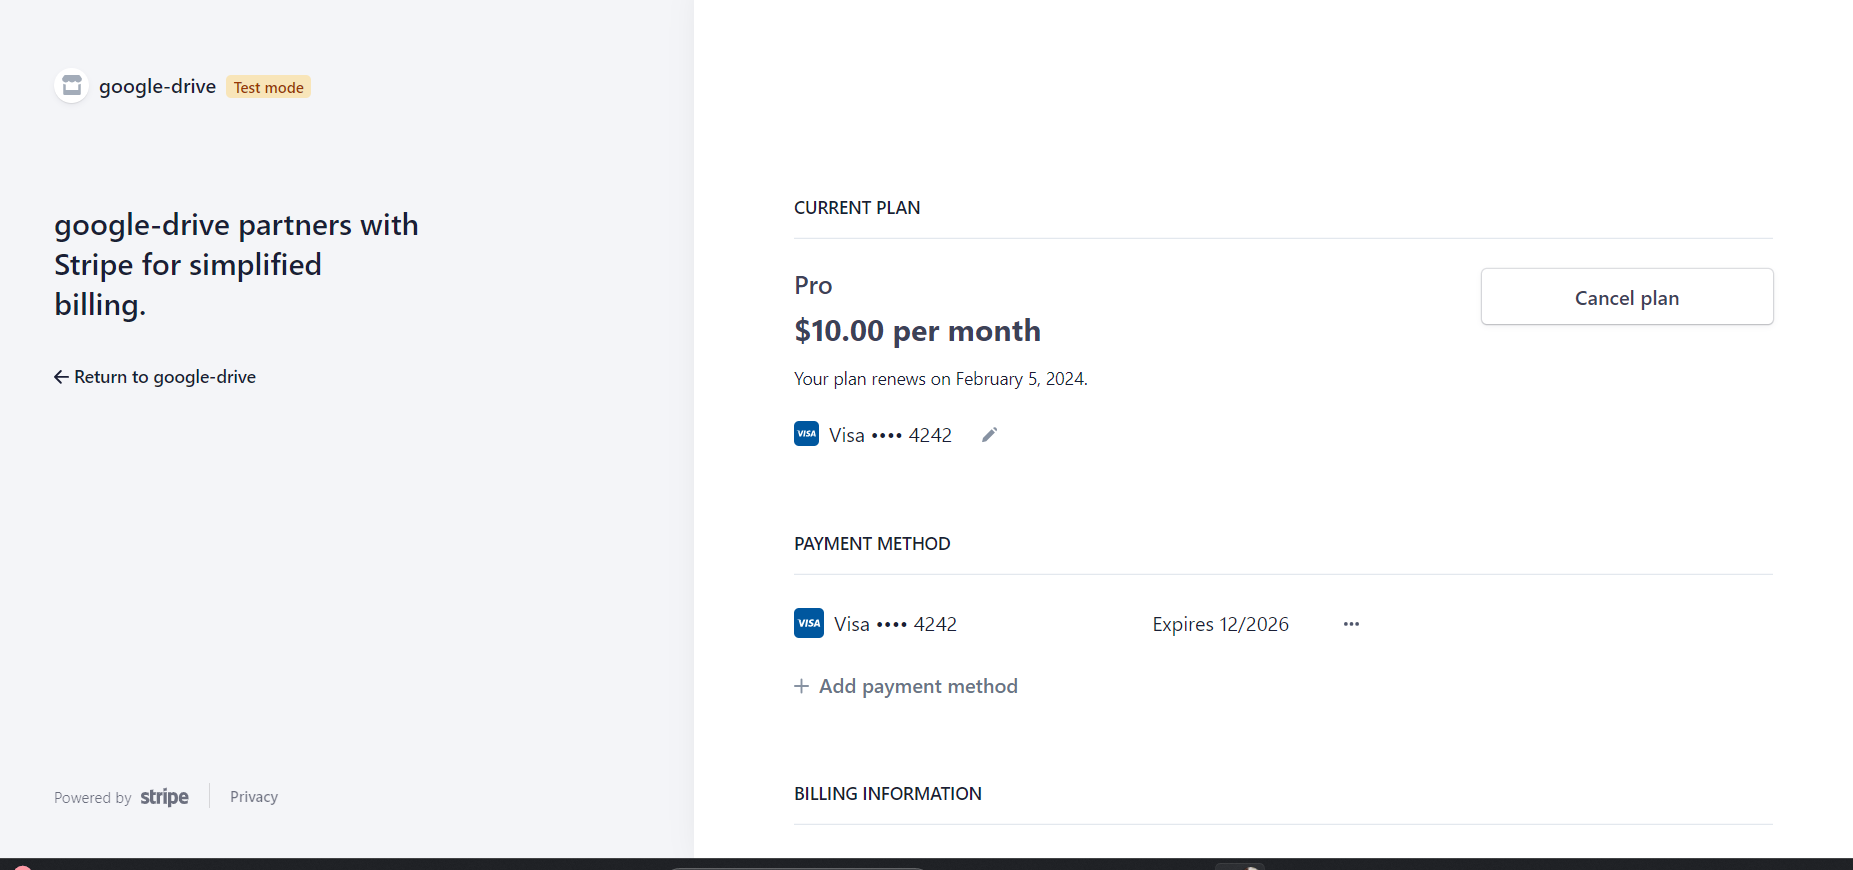 google-drive Test mode
google-drive partners with
Stripe for simplified
billing.
Return to google-drive
Powered by stripe Privacy
CURRENT PLAN
Pro
Cancel plan
$10.00 per month
Your plan renews on February 5, 2024.
VISA Visa •••• 4242
PAYMENT METHOD
VISA Visa •••• 4242 Expires 12/2026
Add payment method
BILLING INFORMATION